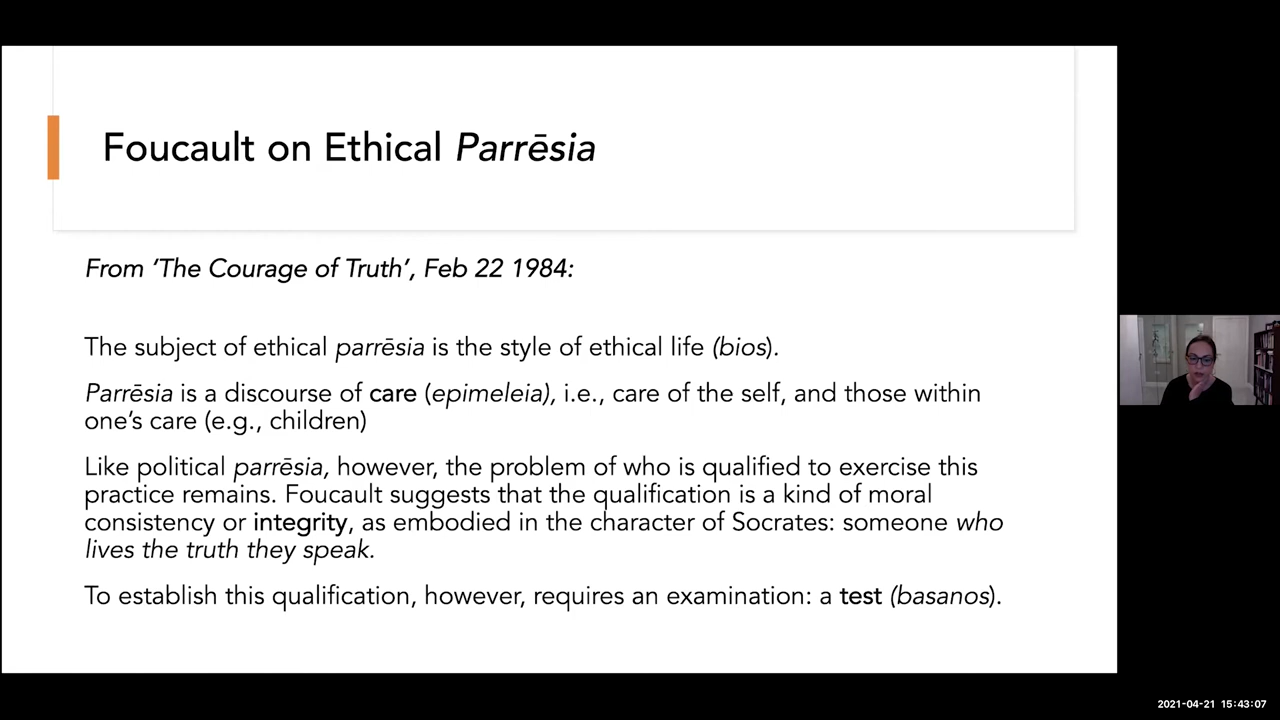 Foucault on Ethical Parrēsia
From ‘The Courage of Truth’, Feb 22 1984:
The subject of ethical parrēsia is the style of ethical life (bios).
Parrēsia is a discourse of care (epimeleia), i.e., care of the self, and those within
one’s care (e.g., children)
Like political parrēsia, however, the problem of who is qualified to exercise this
practice remains. Foucault suggests that the qualification is a kind of moral
consistency or integrity, as embodied in the character of Socrates: someone who
lives the truth they speak.
To establish this qualification, however, requires an examination: a test (basanos).
2021-04-21 15:43:07